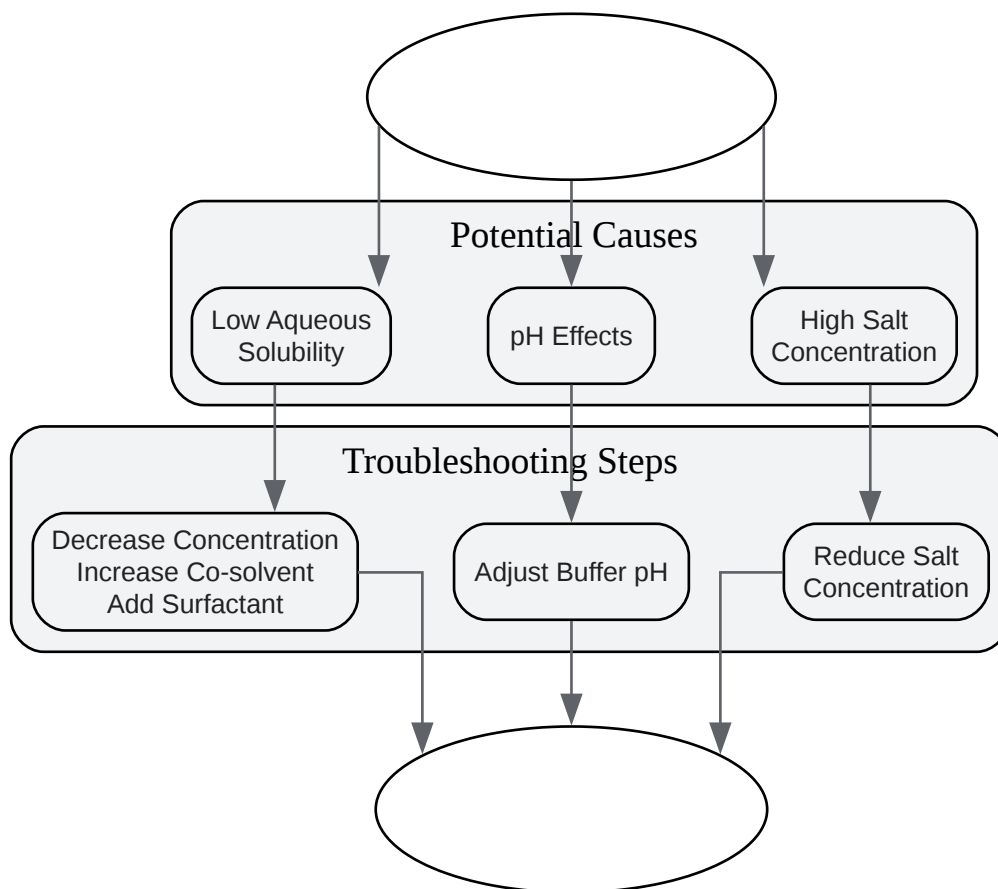 Potential Causes
Low Aqueous
Solubility
pH Effects
High Salt
Concentration
Troubleshooting Steps
Decrease Concentration
Increase Co-solvent
Add Surfactant
Adjust Buffer pH
Reduce Salt
Concentration